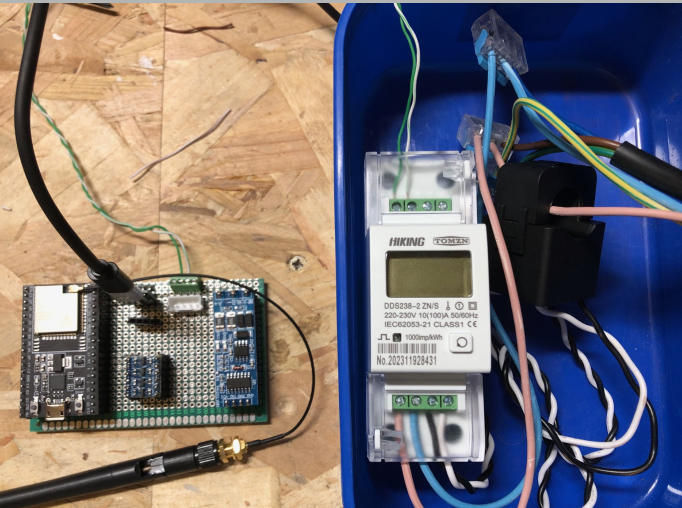 HIKING TOMZN
DDS238-2 ZN/S
220-230V 10(100)A 50/60Hz
IEC62053-21 CLASS1 CE
1000imp/kWh
No.202311928431